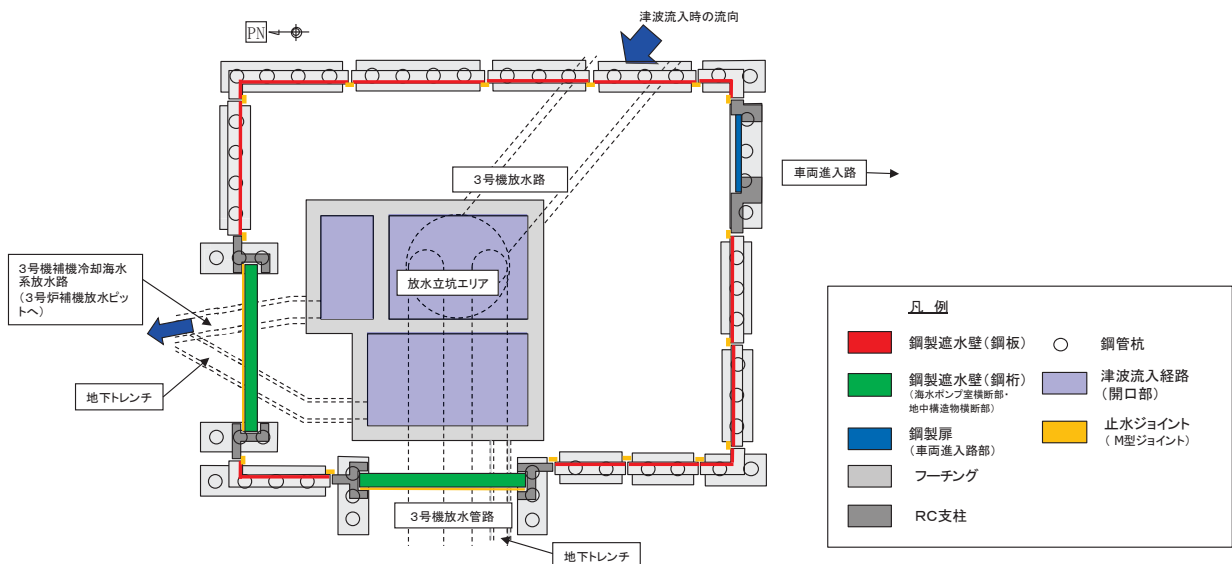 津波流入時の流向
PN
3号機放水路
車両進入路
3号機補機冷却海水
系放水路
(3号炉補機放水ピッ
トへ)
放水立坑エリア
地下トレンチ
3号機放水管路
地下トレンチ
凡 例
鋼製遮水壁(鋼板)
鋼管杭
鋼製遮水壁(鋼桁)
(海水ポンプ室横断部・
地中構造物横断部)
津波流入経路
(開口部)
鋼製扉
(車両進入路部)
止水ジョイント
(M型ジョイント)
フーチング
RC支柱